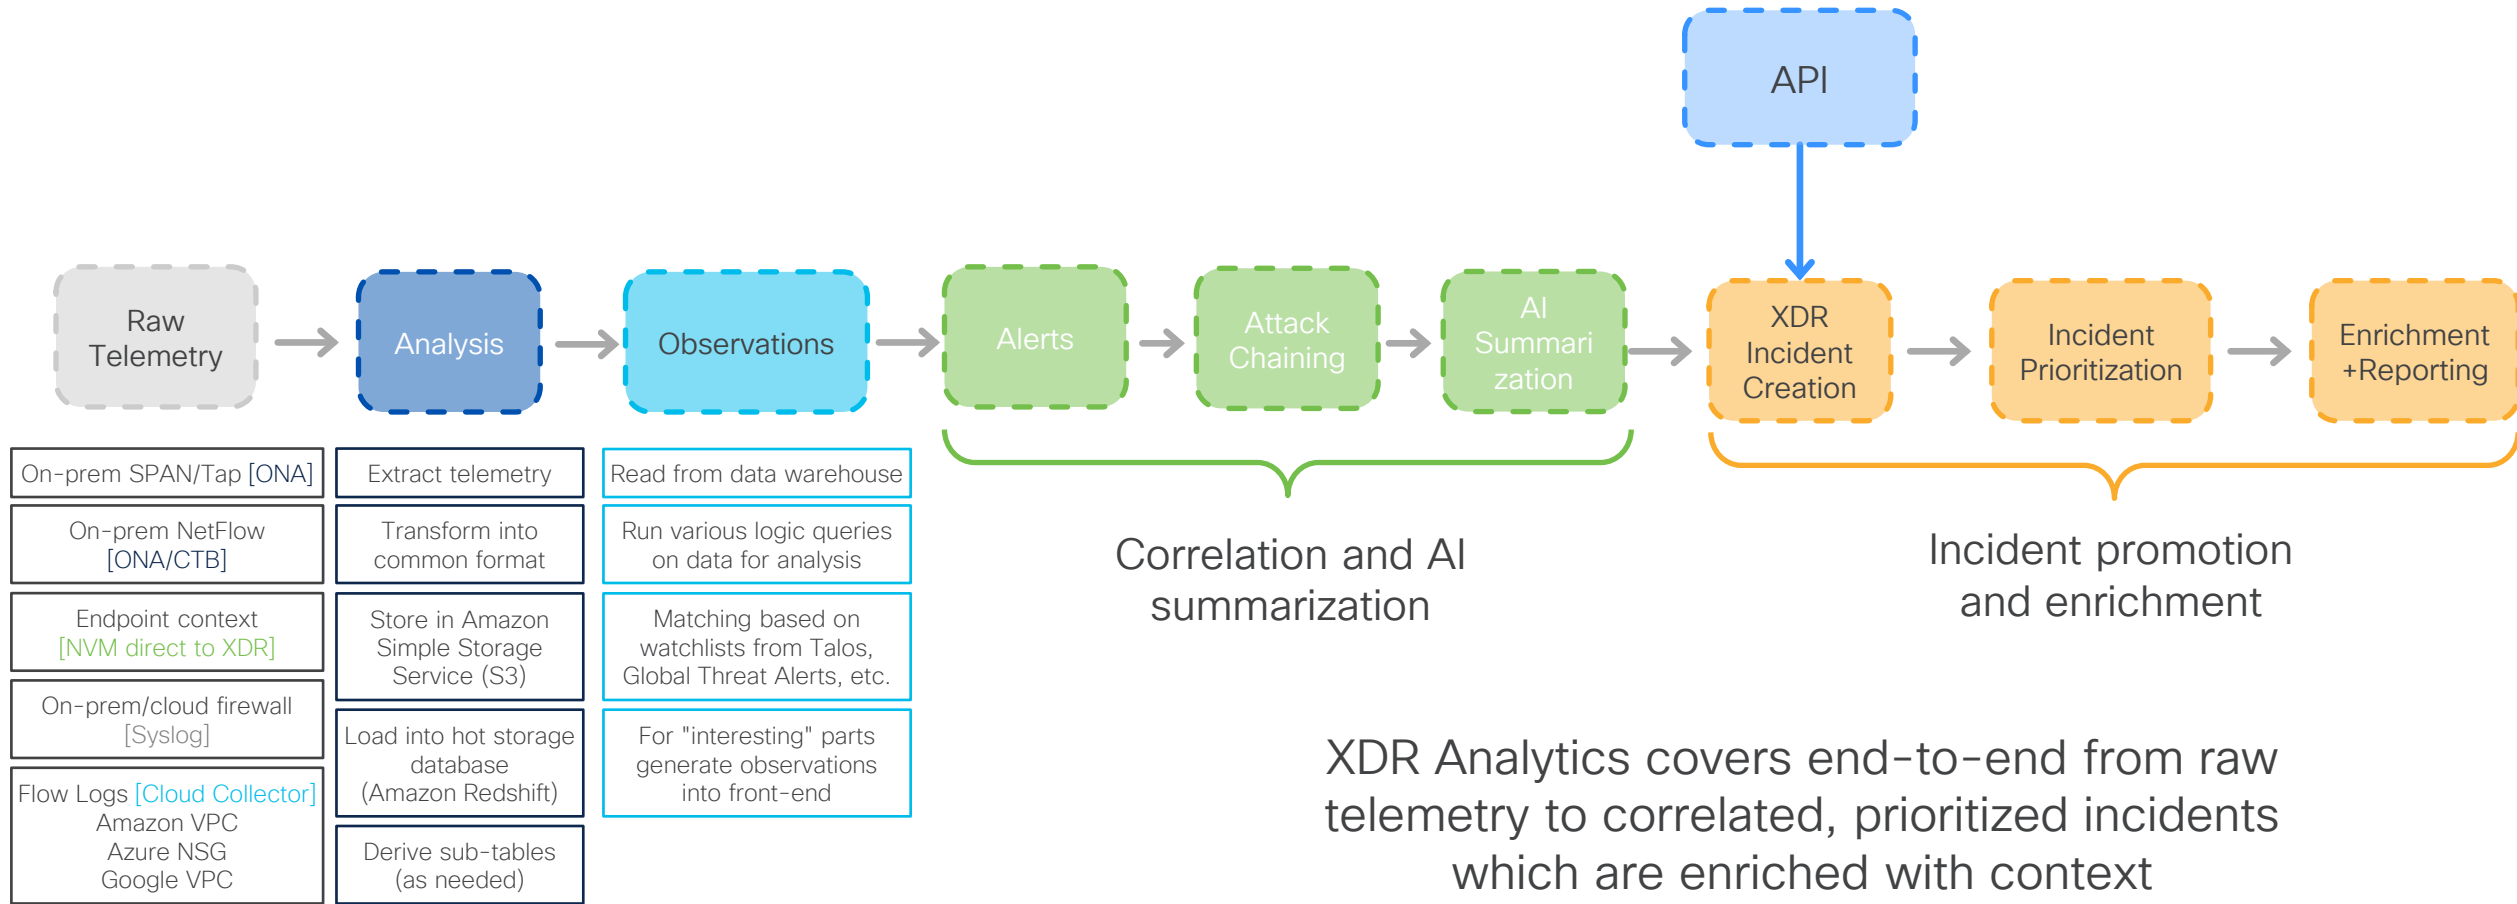 API
Raw
Telemetry
Analysis
Observations
Alerts
Attack
Chaining
AI
Summari
zation
XDR
Incident
Creation
Incident
Prioritization
Enrichment
+Reporting
On-prem SPAN/Tap [ONA]
On-prem NetFlow
[ONA/CTB]
Endpoint context
[NVM direct to XDR]
On-prem/cloud firewall
[Syslog]
Flow Logs [Cloud Collector]
Amazon VPC
Azure NSG
Google VPC
Extract telemetry
Transform into
common format
Store in Amazon
Simple Storage
Service (S3)
Load into hot storage
database
(Amazon Redshift)
Derive sub-tables
(as needed)
Read from data warehouse
Run various logic queries
on data for analysis
Matching based on
watchlists from Talos,
Global Threat Alerts, etc.
For "interesting" parts
generate observations
into front-end
Correlation and AI
summarization
Incident promotion
and enrichment
XDR Analytics covers end-to-end from raw
telemetry to correlated, prioritized incidents
which are enriched with context